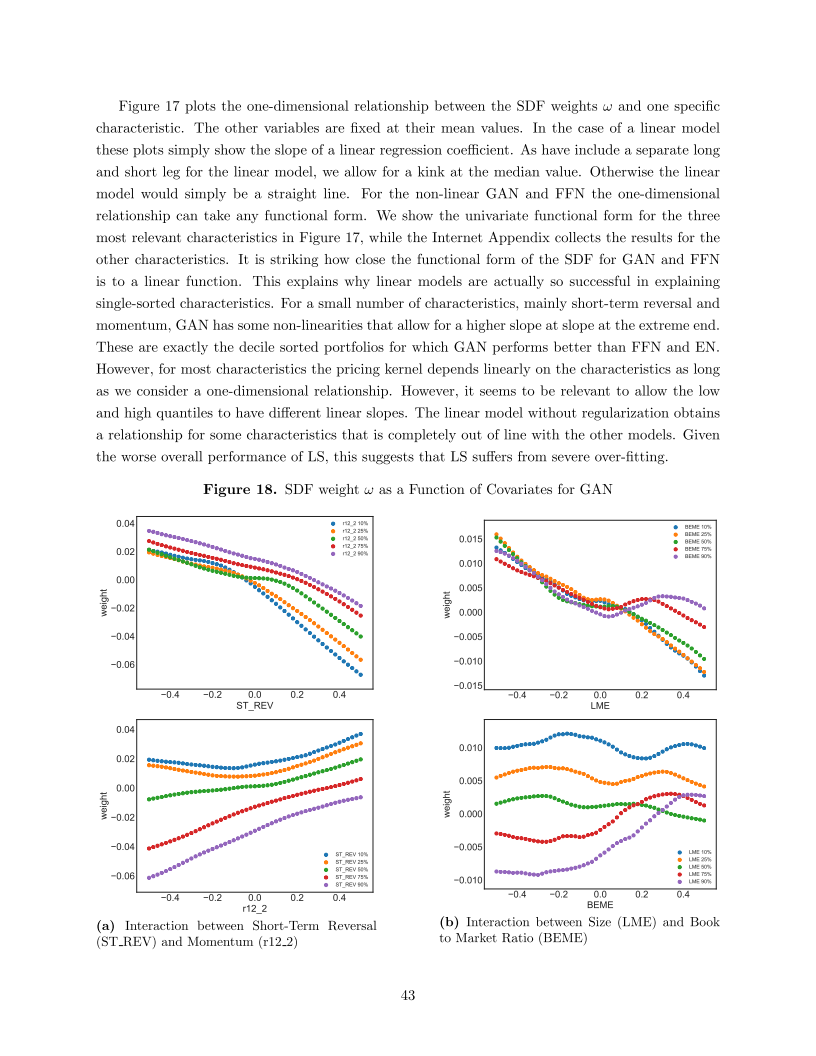 Figure 17 plots the one-dimensional relationship between the SDF weights ω and one specific
characteristic. The other variables are fixed at their mean values. In the case of a linear model
these plots simply show the slope of a linear regression coefficient. As have include a separate long
and short leg for the linear model, we allow for a kink at the median value. Otherwise the linear
model would simply be a straight line. For the non-linear GAN and FFN the one-dimensional
relationship can take any functional form. We show the univariate functional form for the three
most relevant characteristics in Figure 17, while the Internet Appendix collects the results for the
other characteristics. It is striking how close the functional form of the SDF for GAN and FFN
is to a linear function. This explains why linear models are actually so successful in explaining
single-sorted characteristics. For a small number of characteristics, mainly short-term reversal and
momentum, GAN has some non-linearities that allow for a higher slope at slope at the extreme end.
These are exactly the decile sorted portfolios for which GAN performs better than FFN and EN.
However, for most characteristics the pricing kernel depends linearly on the characteristics as long
as we consider a one-dimensional relationship. However, it seems to be relevant to allow the low
and high quantiles to have different linear slopes. The linear model without regularization obtains
a relationship for some characteristics that is completely out of line with the other models. Given
the worse overall performance of LS, this suggests that LS suffers from severe over-fitting.
Figure 18. SDF weight ω as a Function of Covariates for GAN
0.04
0.02
0.00
−0.02
−0.04
−0.06
weight
r12_2 10%
r12_2 25%
r12_2 50%
r12_2 75%
r12_2 90%
−0.4 −0.2 0.0 0.2 0.4
ST_REV
0.04
0.02
0.00
−0.02
−0.04
−0.06
weight
ST_REV 10%
ST_REV 25%
ST_REV 50%
ST_REV 75%
ST_REV 90%
−0.4 −0.2 0.0 0.2 0.4
r12_2
(a) Interaction between Short-Term Reversal
(ST_REV) and Momentum (r12_2)
0.015
0.010
0.005
0.000
−0.005
−0.010
−0.015
weight
BEME 10%
BEME 25%
BEME 50%
BEME 75%
BEME 90%
−0.4 −0.2 0.0 0.2 0.4
LME
0.010
0.005
0.000
−0.005
−0.010
weight
LME 10%
LME 25%
LME 50%
LME 75%
LME 90%
−0.4 −0.2 0.0 0.2 0.4
BEME
(b) Interaction between Size (LME) and Book
to Market Ratio (BEME)
43